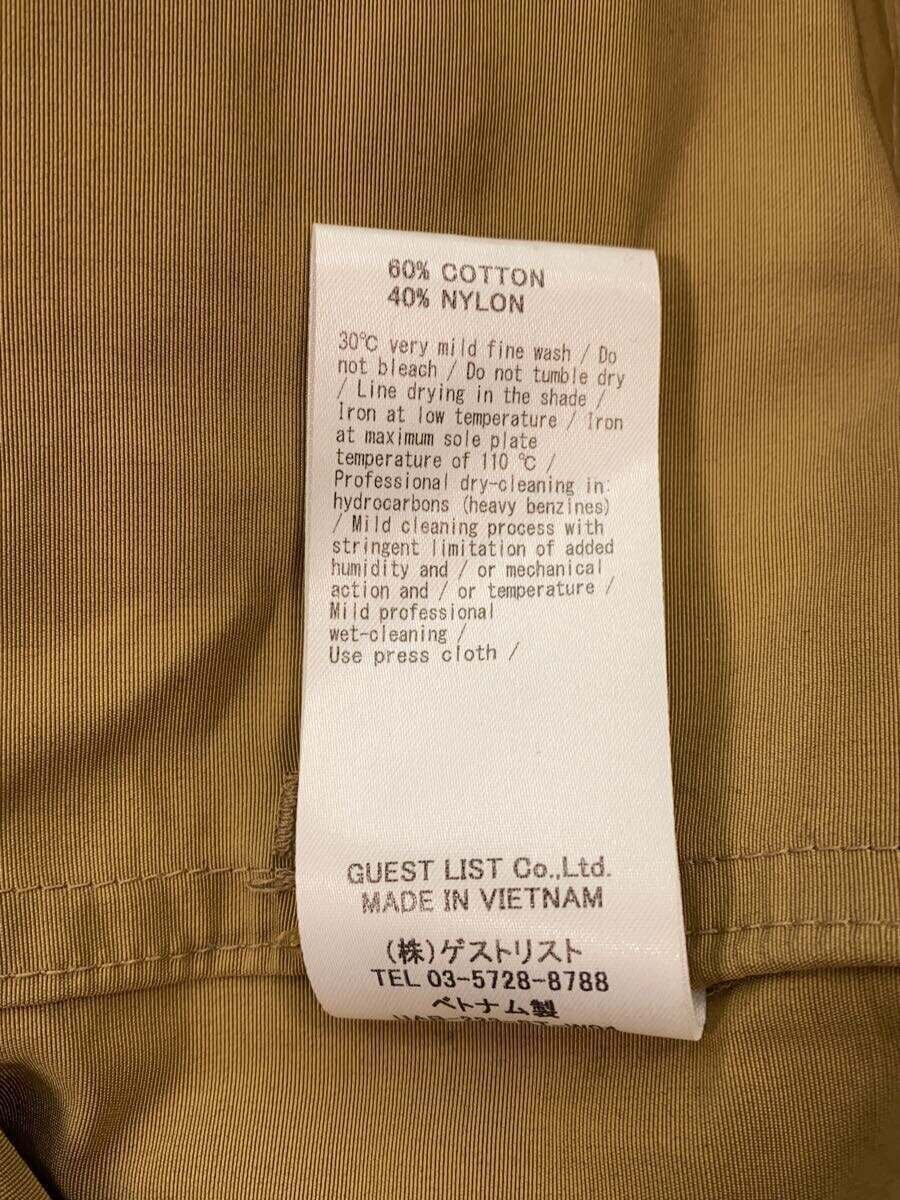 60% COTTON
40% NYLON
30℃ very mild fine wash / Do
not bleach / Do not tumble dry
/ Line drying in the shade /
Iron at low temperature / Iron
at maximum sole plate
temperature of 110 ℃ /
Professional dry-cleaning in:
hydrocarbons (heavy benzines)
/ Mild cleaning process with
stringent limitation of added
humidity and / or mechanical
action and / or temperature /
Mild professional
wet-cleaning /
Use press cloth /
GUEST LIST Co.,Ltd.
MADE IN VIETNAM
(株)ゲストリスト
TEL 03-5728-8788
ベトナム製